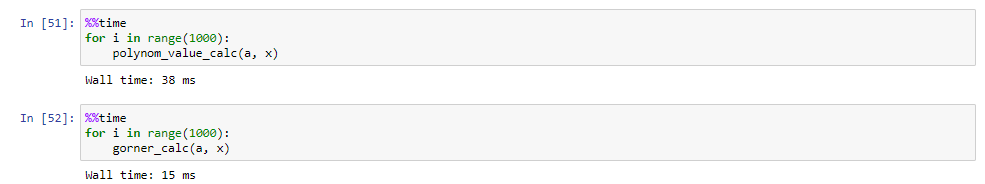 In [51]: %%time
for i in range(1000):
    polynom_value_calc(a, x)
Wall time: 38 ms
In [52]: %%time
for i in range(1000):
    gorner_calc(a, x)
Wall time: 15 ms